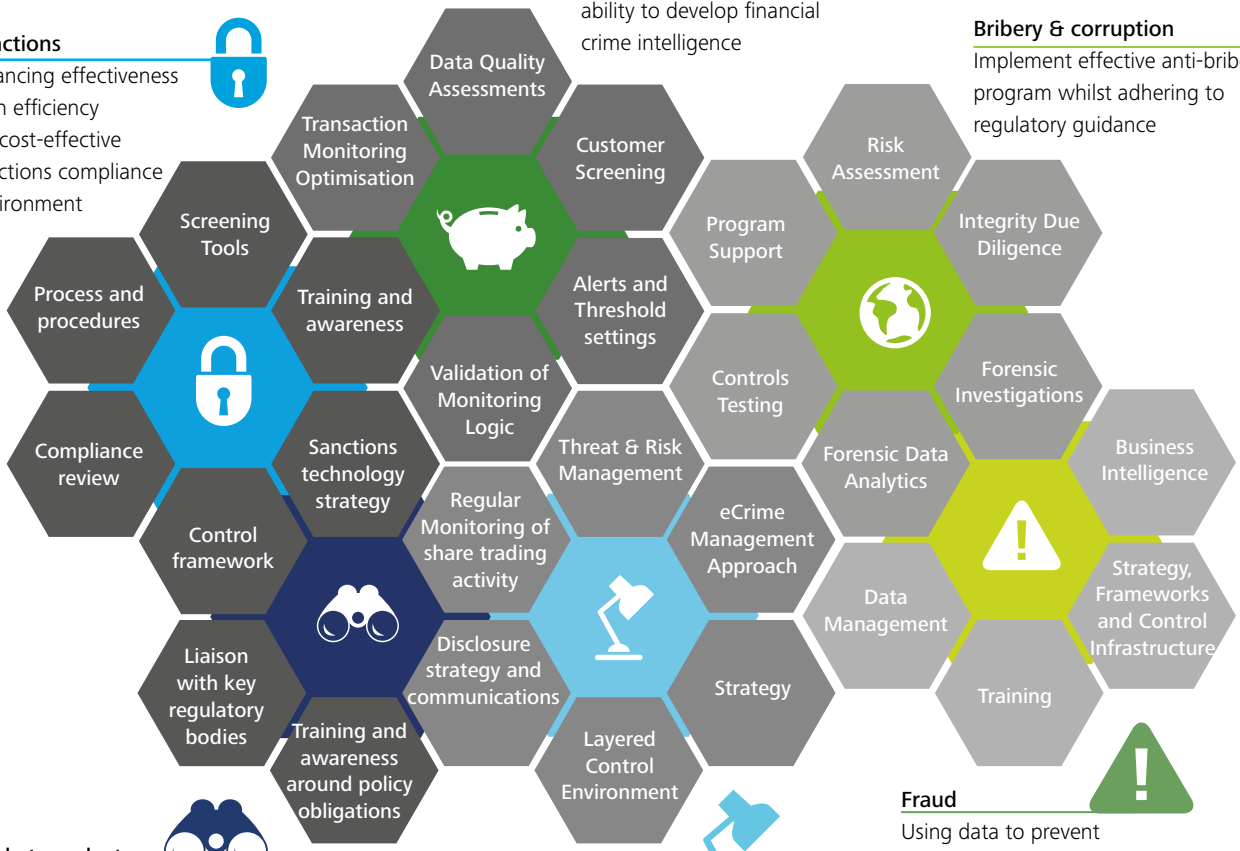 ability to develop financial
crime intelligence
Bribery & corruption
Implement effective anti-bribe
program whilst adhering to
regulatory guidance
nctions
ancing effectiveness
efficiency
cost-effective
ctions compliance
ironment
Data Quality
Assessments
Transaction
Monitoring
Optimisation
Customer
Screening
Risk
Assessment
Screening
Tools
Program
Support
Integrity Due
Diligence
Process and
procedures
Training and
awareness
Alerts and
Threshold
settings
Validation of
Monitoring
Logic
Controls
Testing
Forensic
Investigations
Compliance
review
Sanctions
technology
strategy
Threat & Risk
Management
Forensic Data
Analytics
Business
Intelligence
Control
framework
Regular
Monitoring of
share trading
activity
eCrime
Management
Approach
Data
Management
Strategy,
Frameworks
and Control
Infrastructure
Liaison
with key
regulatory
bodies
Disclosure
strategy and
communications
Strategy
Training
Training and
awareness
around policy
obligations
Layered
Control
Environment
Fraud
Using data to prevent